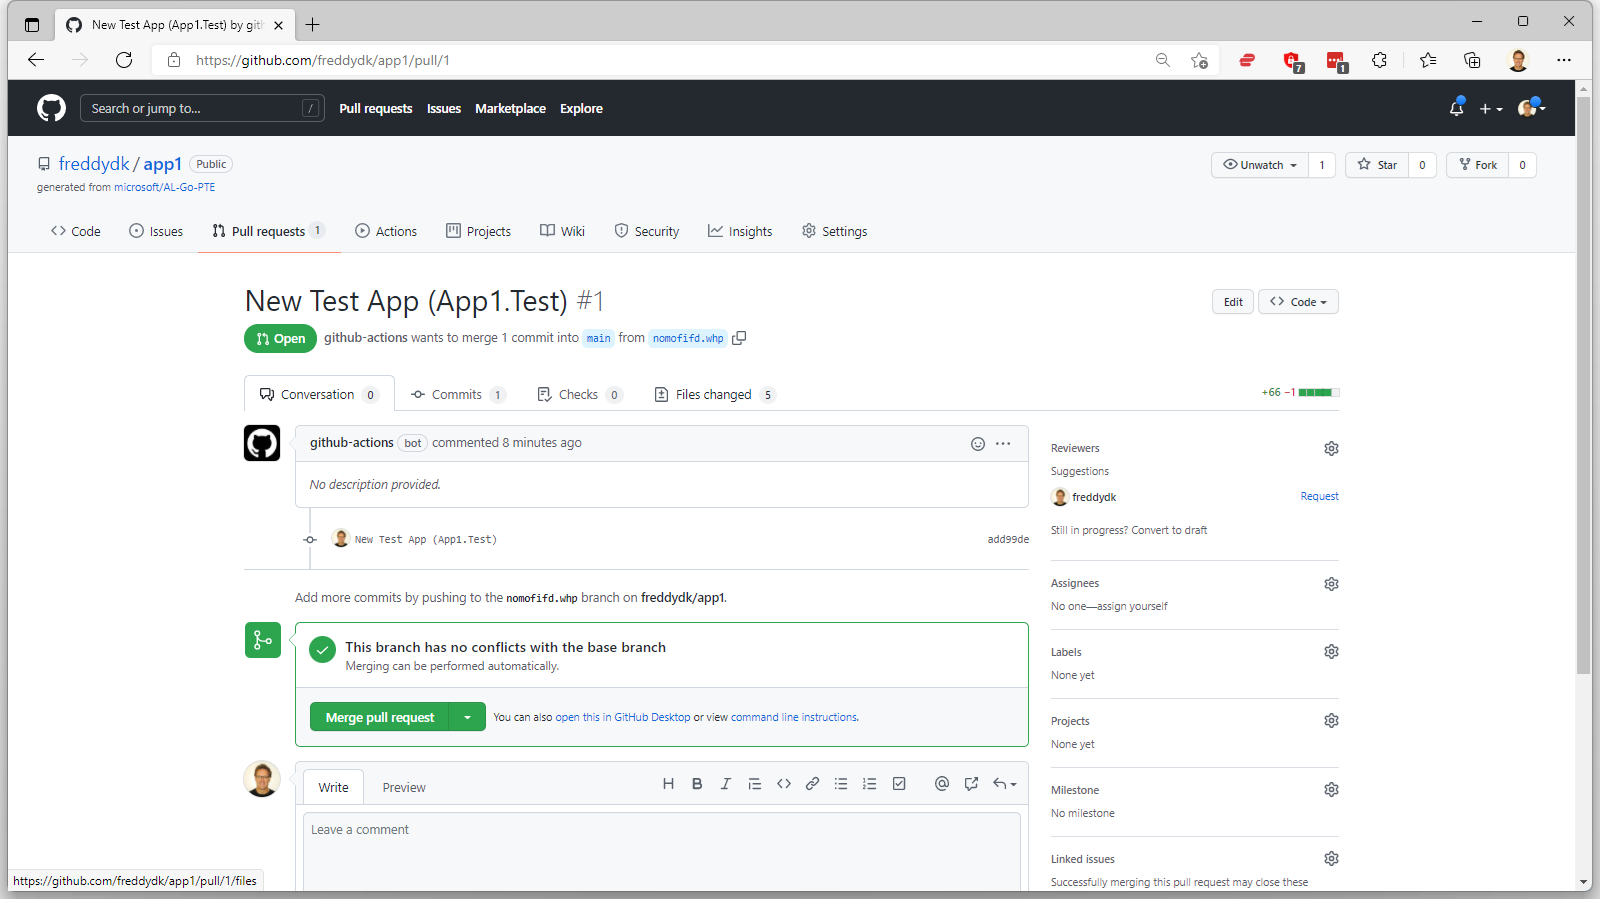 New Test App (App1.Test) by gith
https://github.com/freddydk/app1/pull/1
7
1
Search or jump to...
/
Pull requests Issues Marketplace Explore
freddydk / app1 Public
generated from microsoft/AL-Go-PTE
Unwatch 1 Star 0 Fork 0
Code Issues Pull requests 1 Actions Projects Wiki Security Insights Settings
New Test App (App1.Test) #1
Edit Code
Open github-actions wants to merge 1 commit into main from nomofifd.whp
Conversation 0 Commits 1 Checks 0 Files changed 5
+66 −1
github-actions bot commented 8 minutes ago
No description provided.
New Test App (App1.Test) add99de
Add more commits by pushing to the nomofifd.whp branch on freddydk/app1.
This branch has no conflicts with the base branch
Merging can be performed automatically.
Merge pull request You can also open this in GitHub Desktop or view command line instructions.
Write Preview
Leave a comment
Reviewers
Suggestions
freddydk Request
Still in progress? Convert to draft
Assignees
No one—assign yourself
Labels
None yet
Projects
None yet
Milestone
No milestone
Linked issues
Successfully merging this pull request may close these
https://github.com/freddydk/app1/pull/1/files